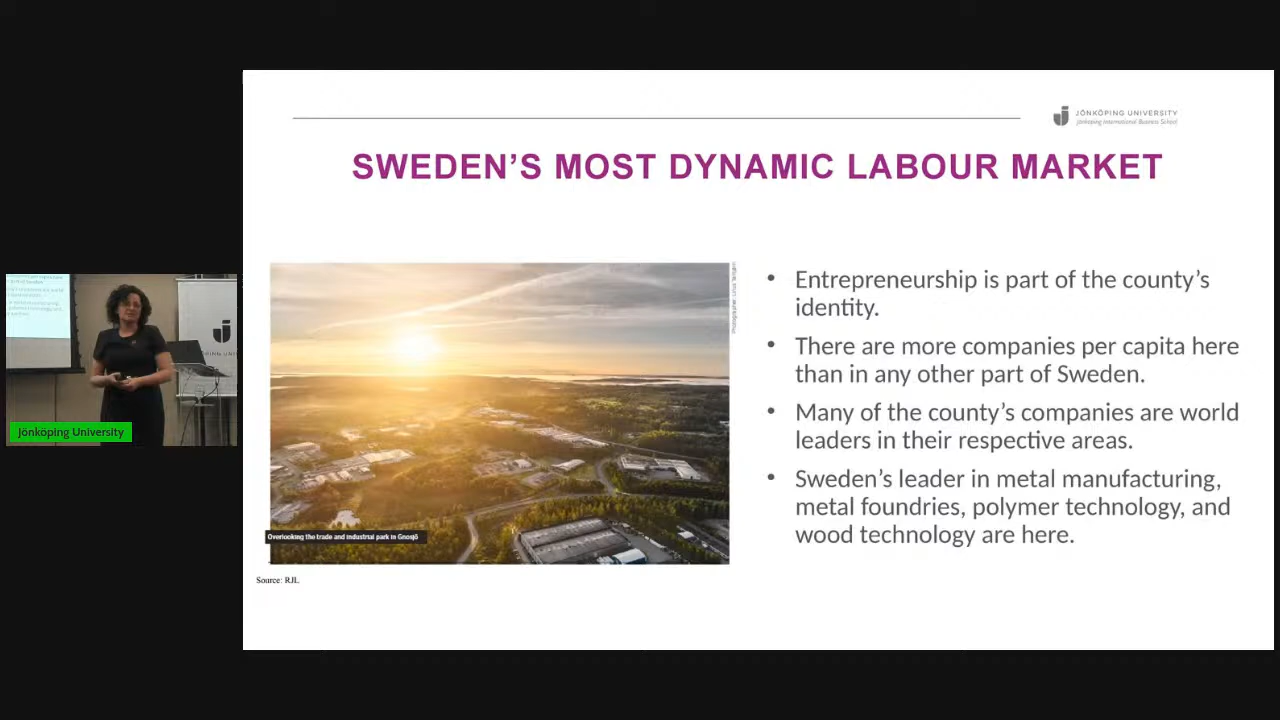 JÖNKÖPING UNIVERSITY
Jönköping International Business School
SWEDEN'S MOST DYNAMIC LABOUR MARKET
• Entrepreneurship is part of the county's
identity.
• There are more companies per capita here
than in any other part of Sweden.
• Many of the county's companies are world
leaders in their respective areas.
• Sweden's leader in metal manufacturing,
metal foundries, polymer technology, and
wood technology are here.
Overlooking the trade and industrial park in Gnosjö
Source: RJL
Jönköping University